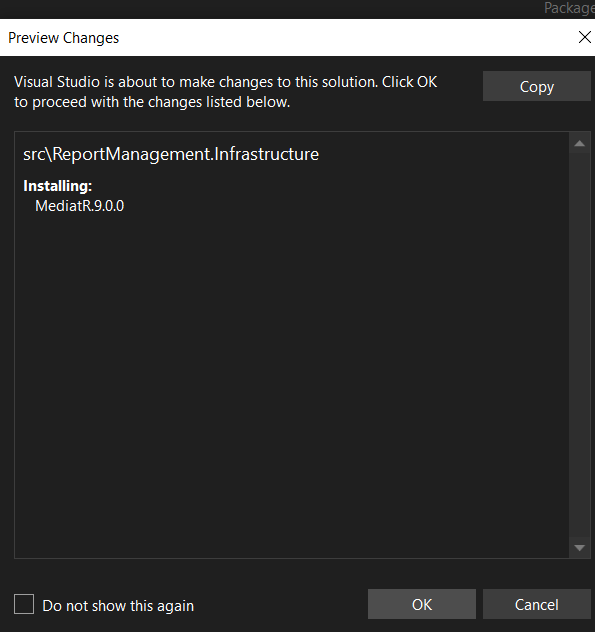 Package
Preview Changes
Visual Studio is about to make changes to this solution. Click OK
to proceed with the changes listed below.
Copy
src\ReportManagement.Infrastructure
Installing:
MediatR.9.0.0
Do not show this again
OK
Cancel